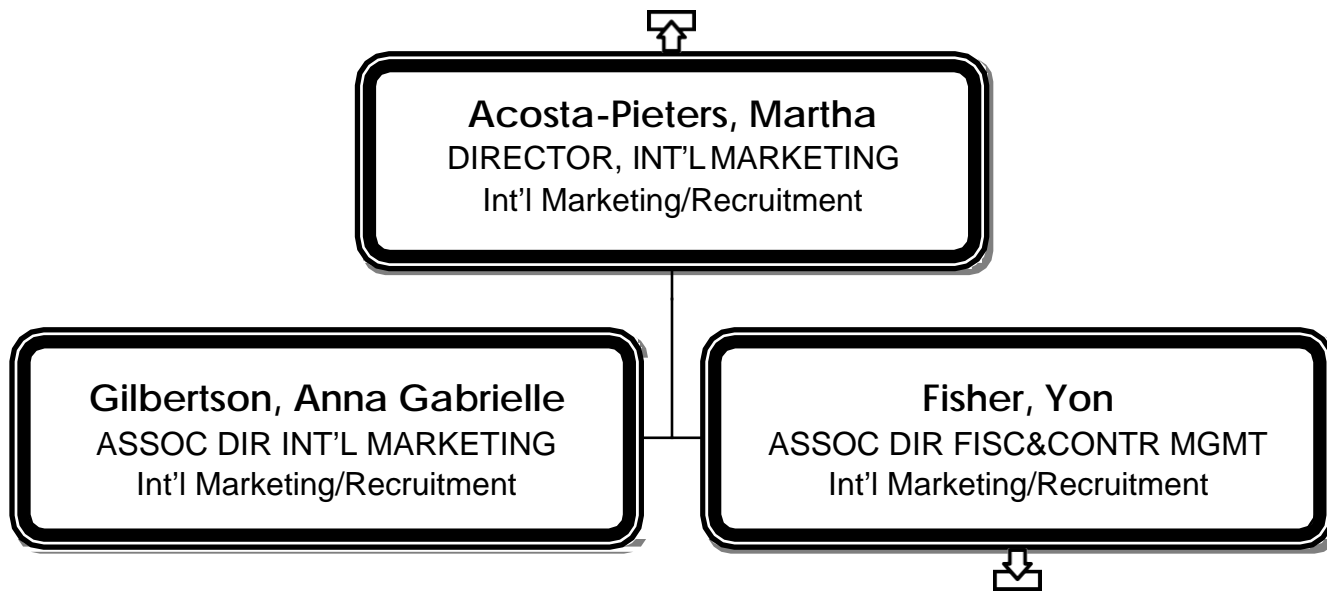 Acosta-Pieters, Martha
DIRECTOR, INT'L MARKETING
Int'l Marketing/Recruitment
Gilbertson, Anna Gabrielle
ASSOC DIR INT'L MARKETING
Int'l Marketing/Recruitment
Fisher, Yon
ASSOC DIR FISC&CONTR MGMT
Int'l Marketing/Recruitment